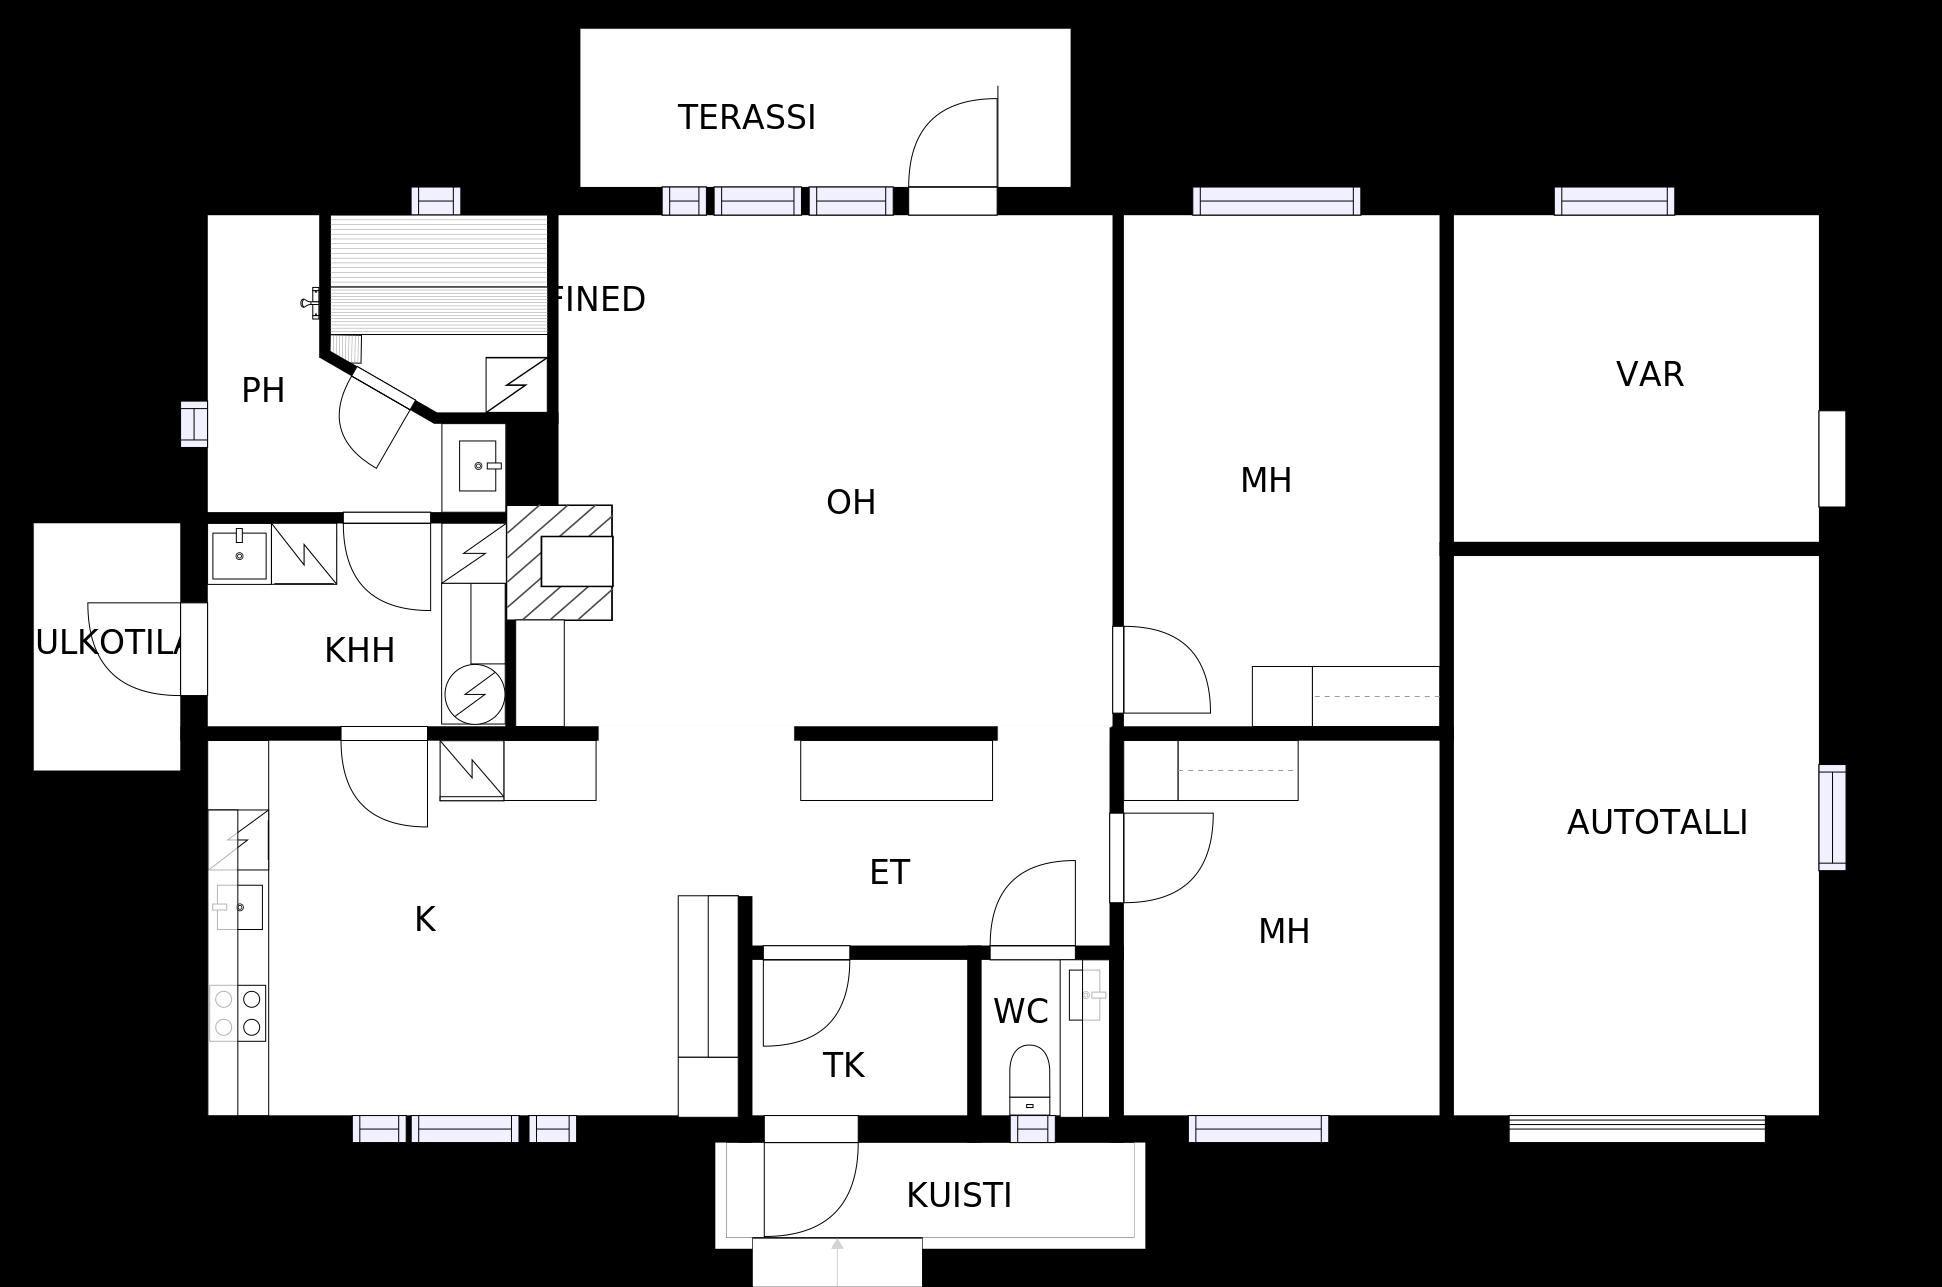 TERASSI
FINED
PH
VAR
MH
OH
ULKOTILA
KHH
AUTOTALLI
ET
K
MH
WC
TK
KUISTI